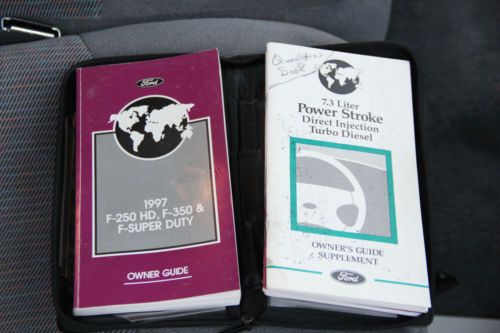 Ford
1997
F-250 HD, F-350 &
F-SUPER DUTY
OWNER GUIDE
Book
7.3 Liter
Power Stroke
Direct Injection
Turbo Diesel
OWNER'S GUIDE
SUPPLEMENT
Ford